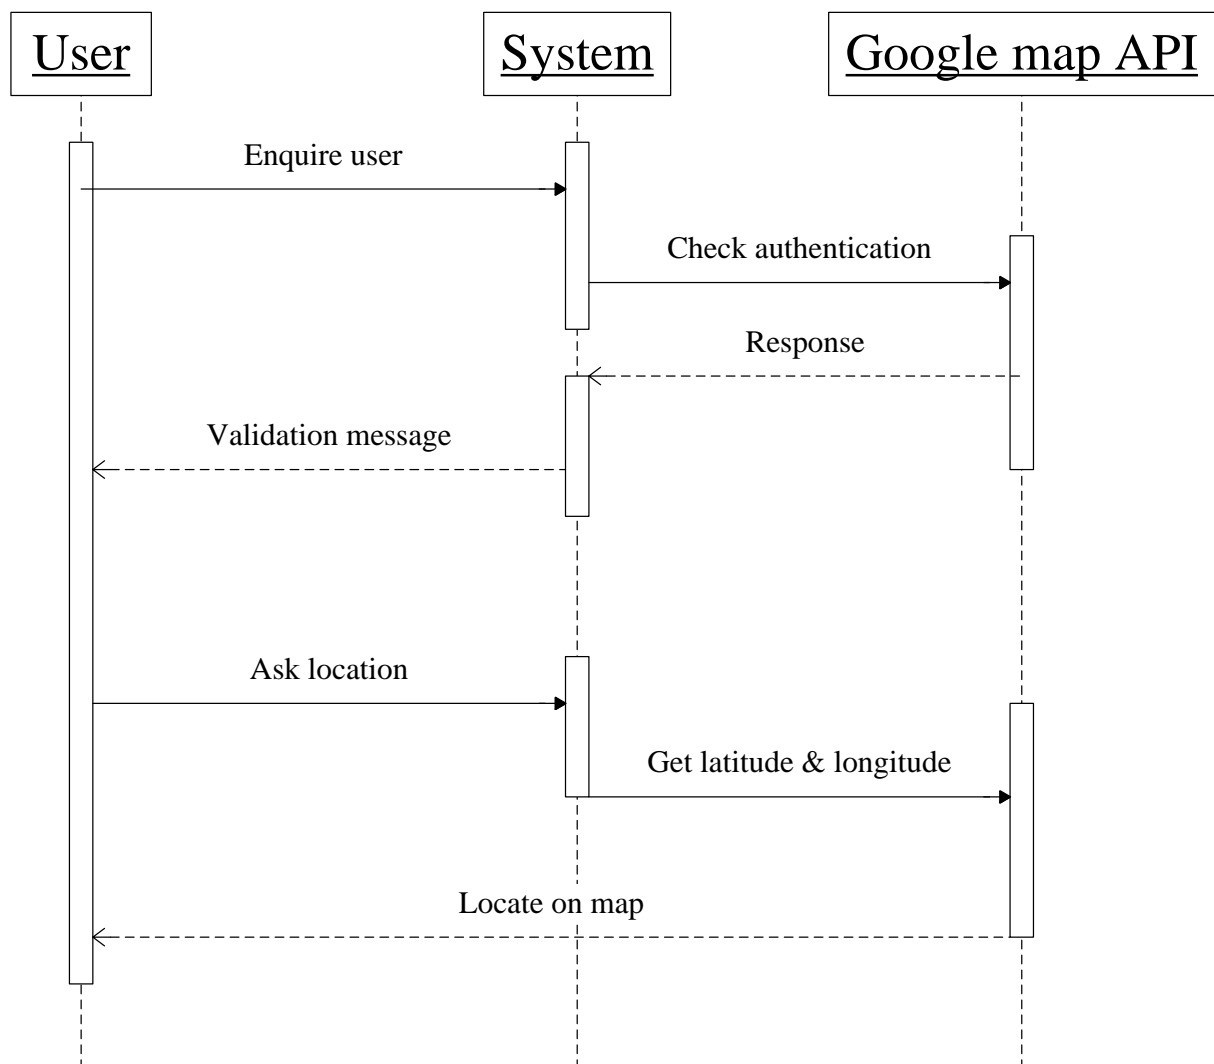 User
System
Google map API
Enquire user
Check authentication
Response
Validation message
Ask location
Get latitude & longitude
Locate on map